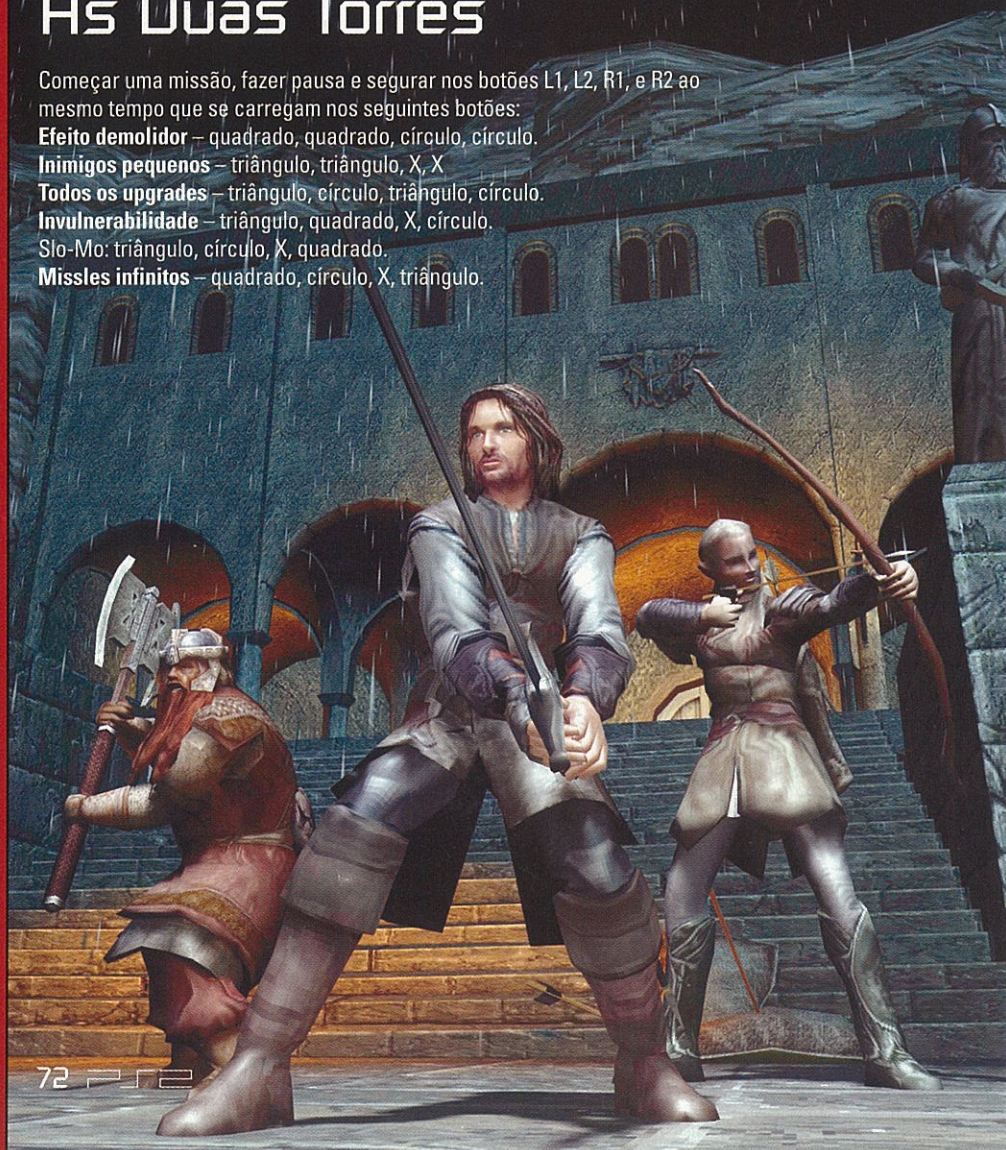 As Duas Torres
Começar uma missão, fazer pausa e segurar nos botões L1, L2, R1, e R2 ao
mesmo tempo que se carregam nos seguintes botões:
Efeito demolidor – quadrado, quadrado, círculo, círculo.
Inimigos pequenos – triângulo, triângulo, X, X
Todos os upgrades – triângulo, círculo, triângulo, círculo.
Invulnerabilidade – triângulo, quadrado, X, círculo.
Slo-Mo: triângulo, círculo, X, quadrado.
Missles infinitos – quadrado, círculo, X, triângulo.
72 PS2